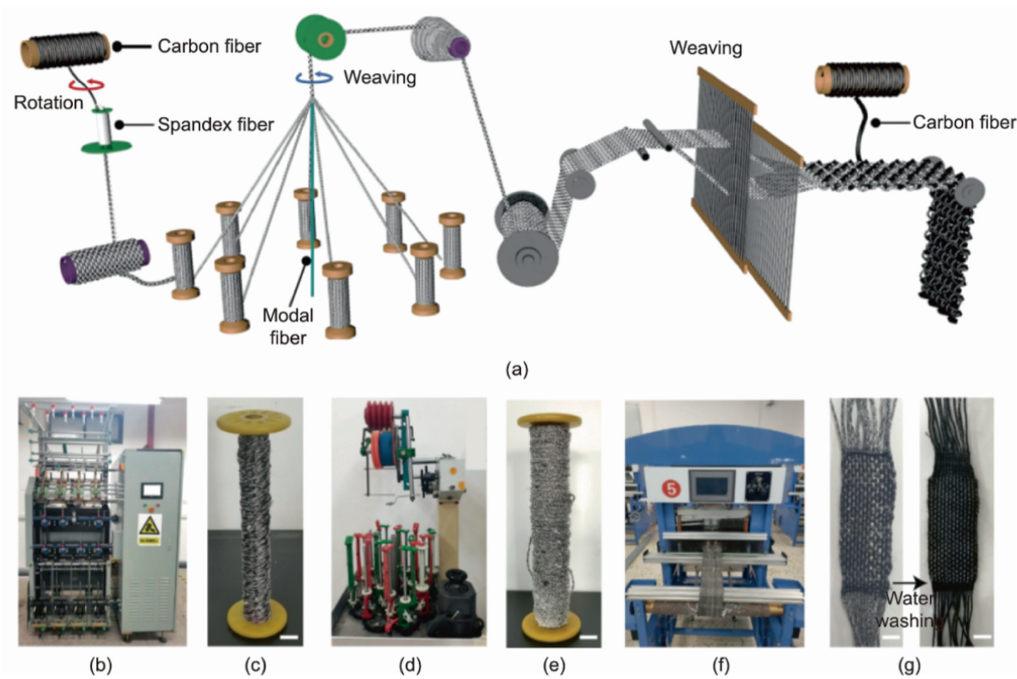 Carbon fiber
Rotation
Spandex fiber
Weaving
Modal
fiber
Weaving
Carbon fiber
(a)
5
Water
washing
(b)
(c)
(d)
(e)
(f)
(g)